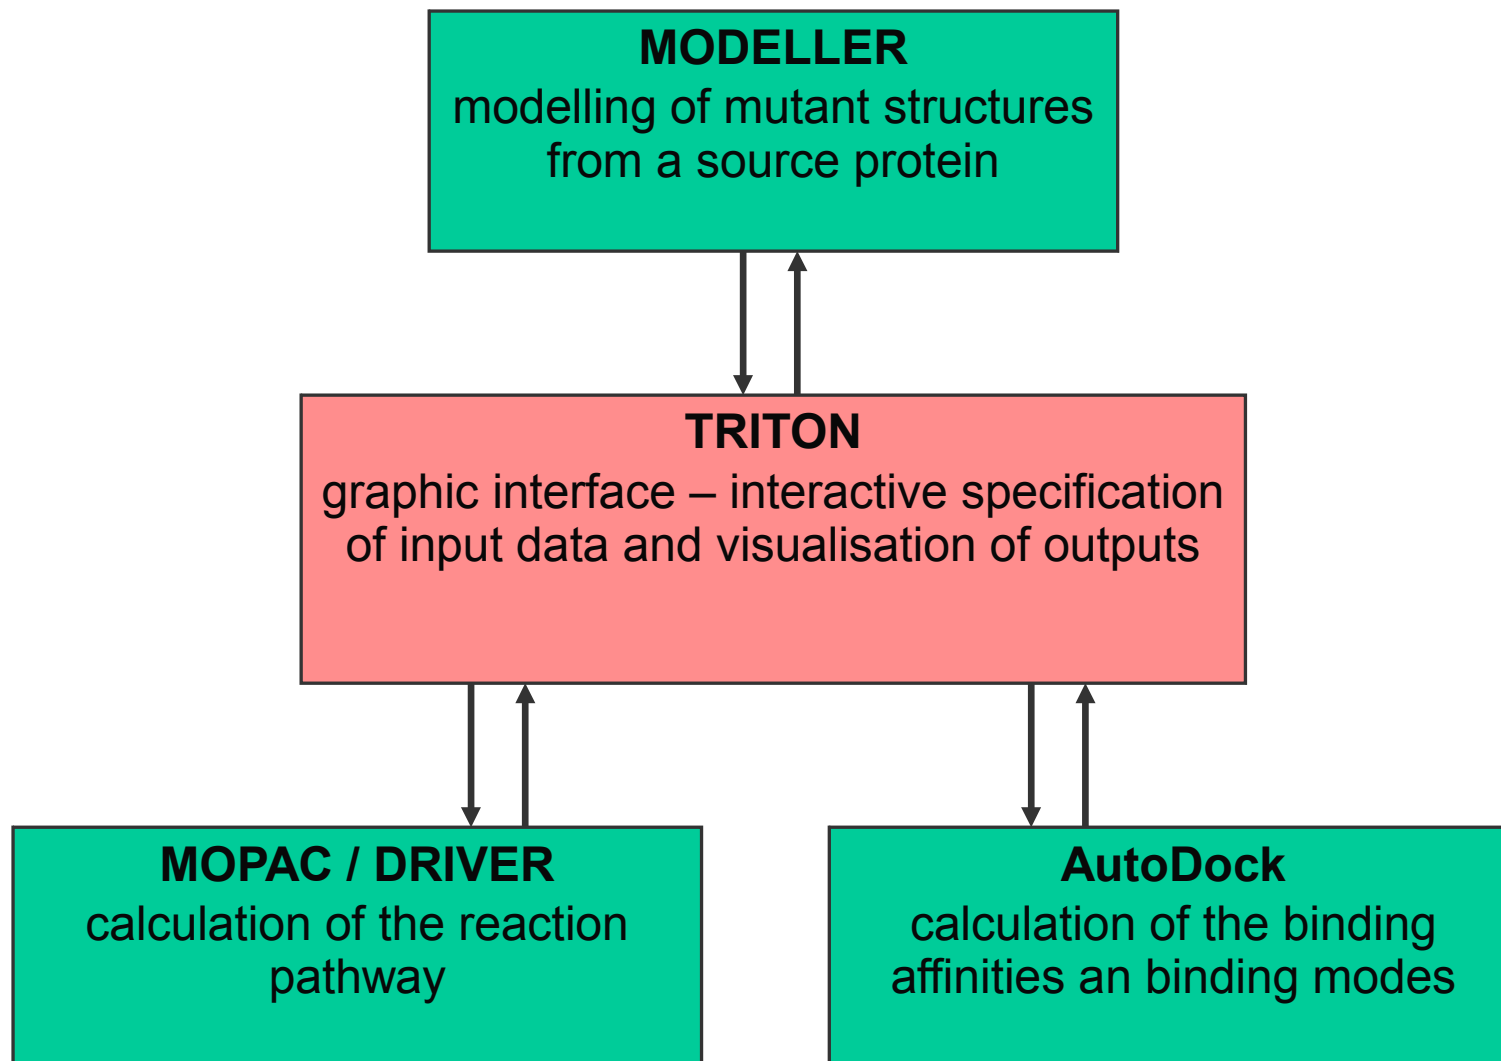 MODELLER
modelling of mutant structures
from a source protein
TRITON
graphic interface – interactive specification
of input data and visualisation of outputs
MOPAC / DRIVER
calculation of the reaction
pathway
AutoDock
calculation of the binding
affinities an binding modes